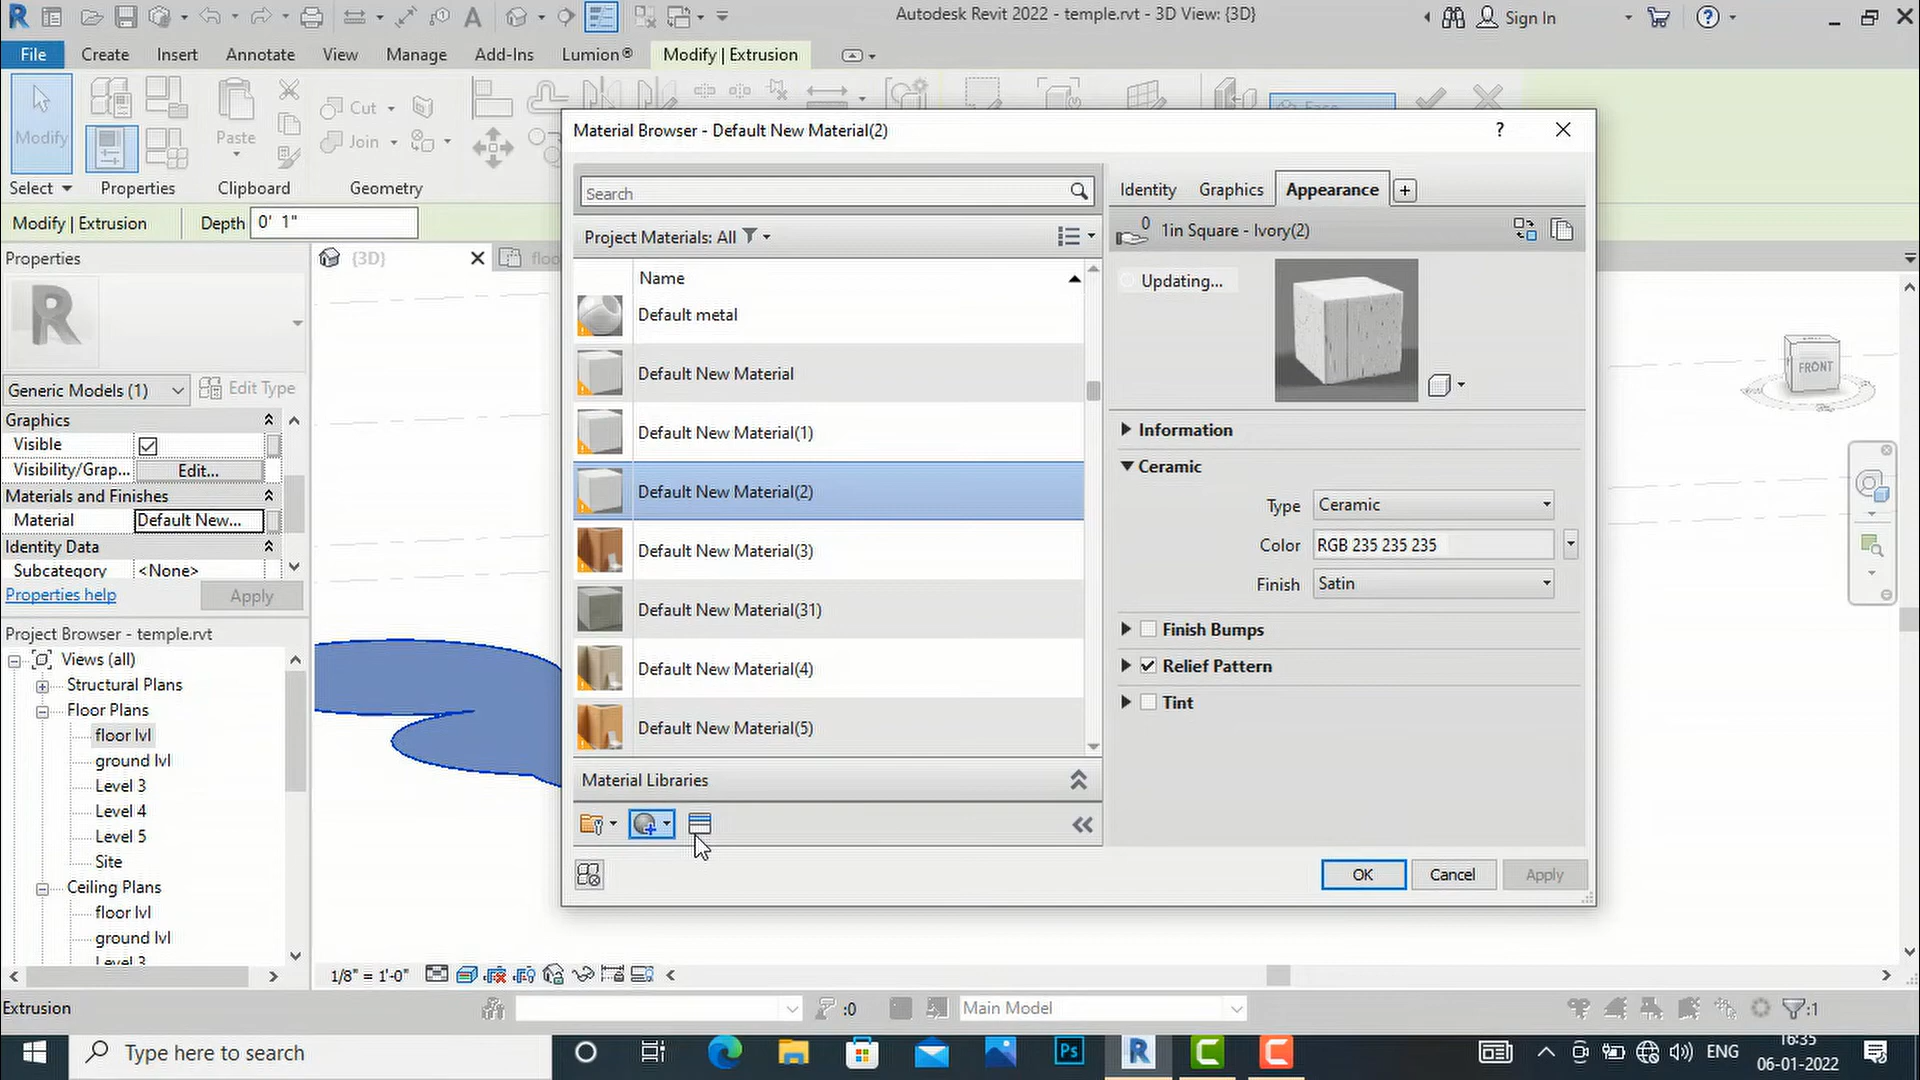 Autodesk Revit 2022 - temple.rvt - 3D View: {3D}
Sign In
File
Create
Insert
Annotate
View
Manage
Add-Ins
Lumion®
Modify | Extrusion
Modify
Cut
Join
Paste
Select
Properties
Clipboard
Geometry
Modify | Extrusion
Depth
0' 1"
Properties
{3D}
floo
Generic Models (1)
Edit Type
Graphics
Visible
Visibility/Grap...
Edit...
Materials and Finishes
Material
Default New...
Identity Data
Subcategory
<None>
Properties help
Apply
Project Browser - temple.rvt
Views (all)
Structural Plans
Floor Plans
floor lvl
ground lvl
Level 3
Level 4
Level 5
Site
Ceiling Plans
floor lvl
ground lvl
Level 3
Material Browser - Default New Material(2)
?
Search
Project Materials: All
Name
Default metal
Default New Material
Default New Material(1)
Default New Material(2)
Default New Material(3)
Default New Material(31)
Default New Material(4)
Default New Material(5)
Material Libraries
Identity
Graphics
Appearance
0
1in Square - Ivory(2)
Updating...
Information
Ceramic
Type
Ceramic
Color
RGB 235 235 235
Finish
Satin
Finish Bumps
Relief Pattern
Tint
OK
Cancel
Apply
FRONT
1/8" = 1'-0"
Extrusion
:0
Main Model
:1
Type here to search
Ps
ENG
16:35
06-01-2022